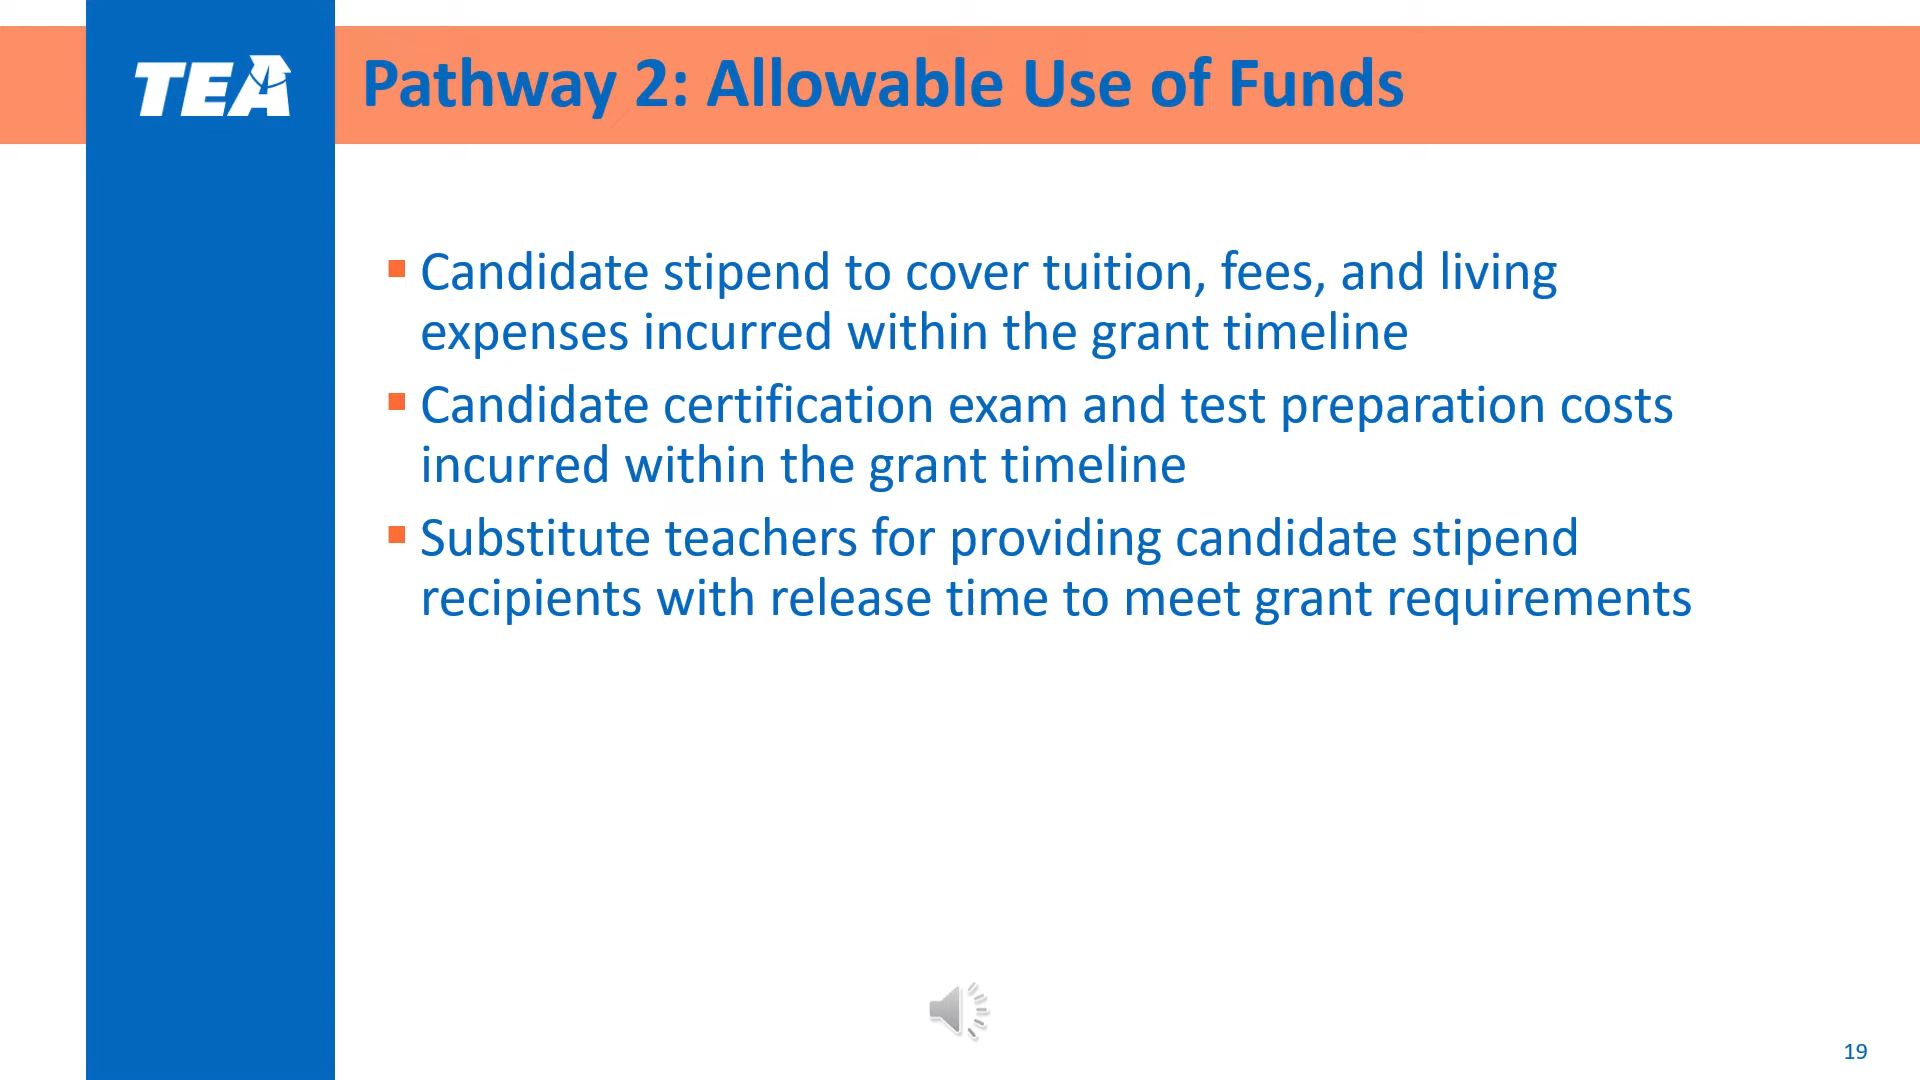 TEA
Pathway 2: Allowable Use of Funds
Candidate stipend to cover tuition, fees, and living
expenses incurred within the grant timeline
Candidate certification exam and test preparation costs
incurred within the grant timeline
Substitute teachers for providing candidate stipend
recipients with release time to meet grant requirements
19